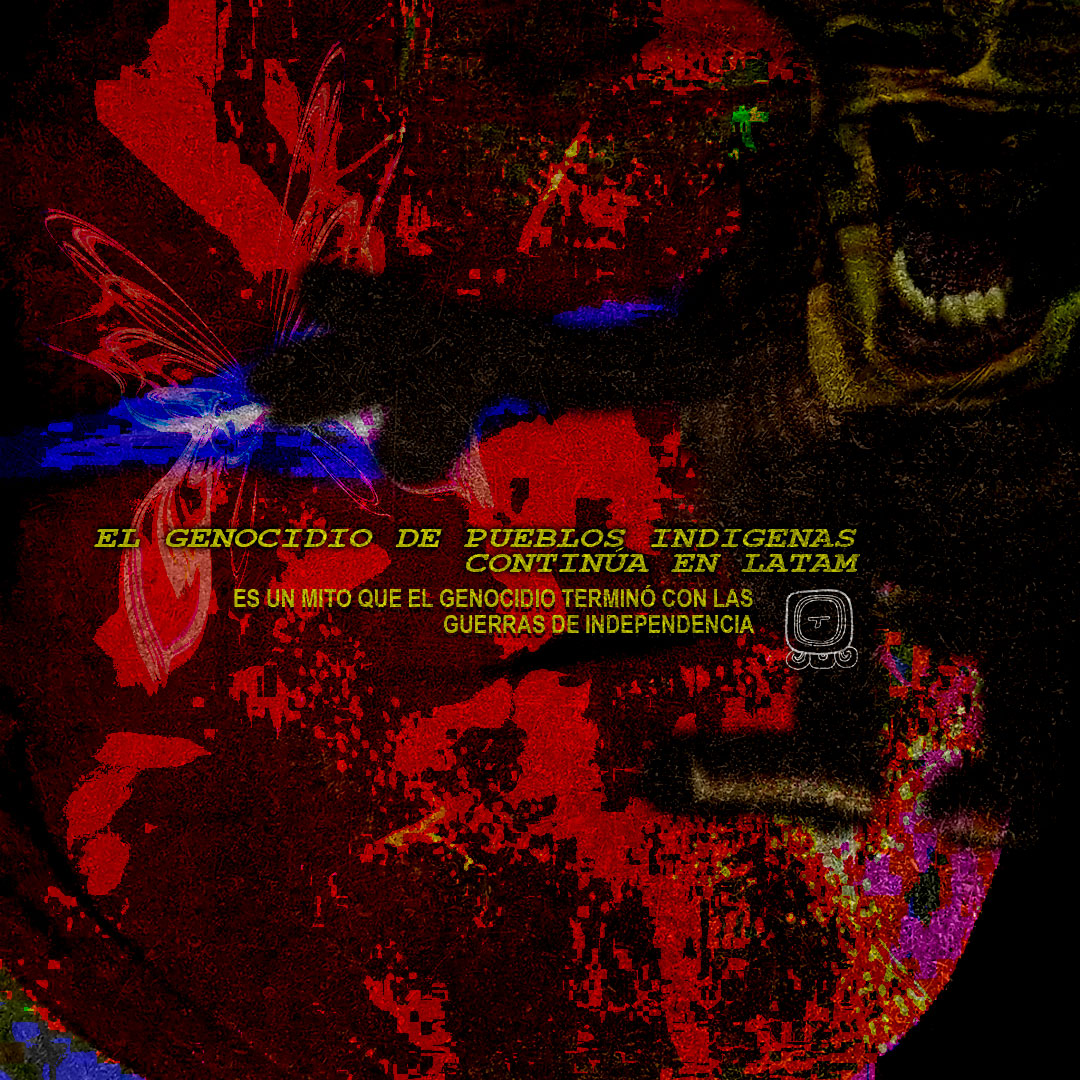 EL GENOCIDIO DE PUEBLOS INDIGENAS
CONTINÚA EN LATAM
ES UN MITO QUE EL GENOCIDIO TERMINÓ CON LAS
GUERRAS DE INDEPENDENCIA